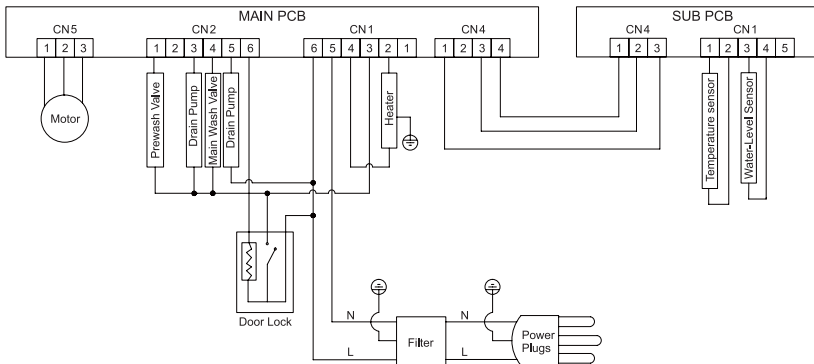 MAIN PCB
SUB PCB
CN5
CN2
CN1
CN4
CN4
CN1
1 2 3
1 2 3 4 5 6
6 5 4 3 2 1
1 2 3 4
1 2 3
1 2 3 4 5
Motor
Prewash Valve
Drain Pump
Main Wash Valve
Drain Pump
Heater
Temperature sensor
Water-Level Sensor
Door Lock
N
N
L
L
Filter
Power
Plugs